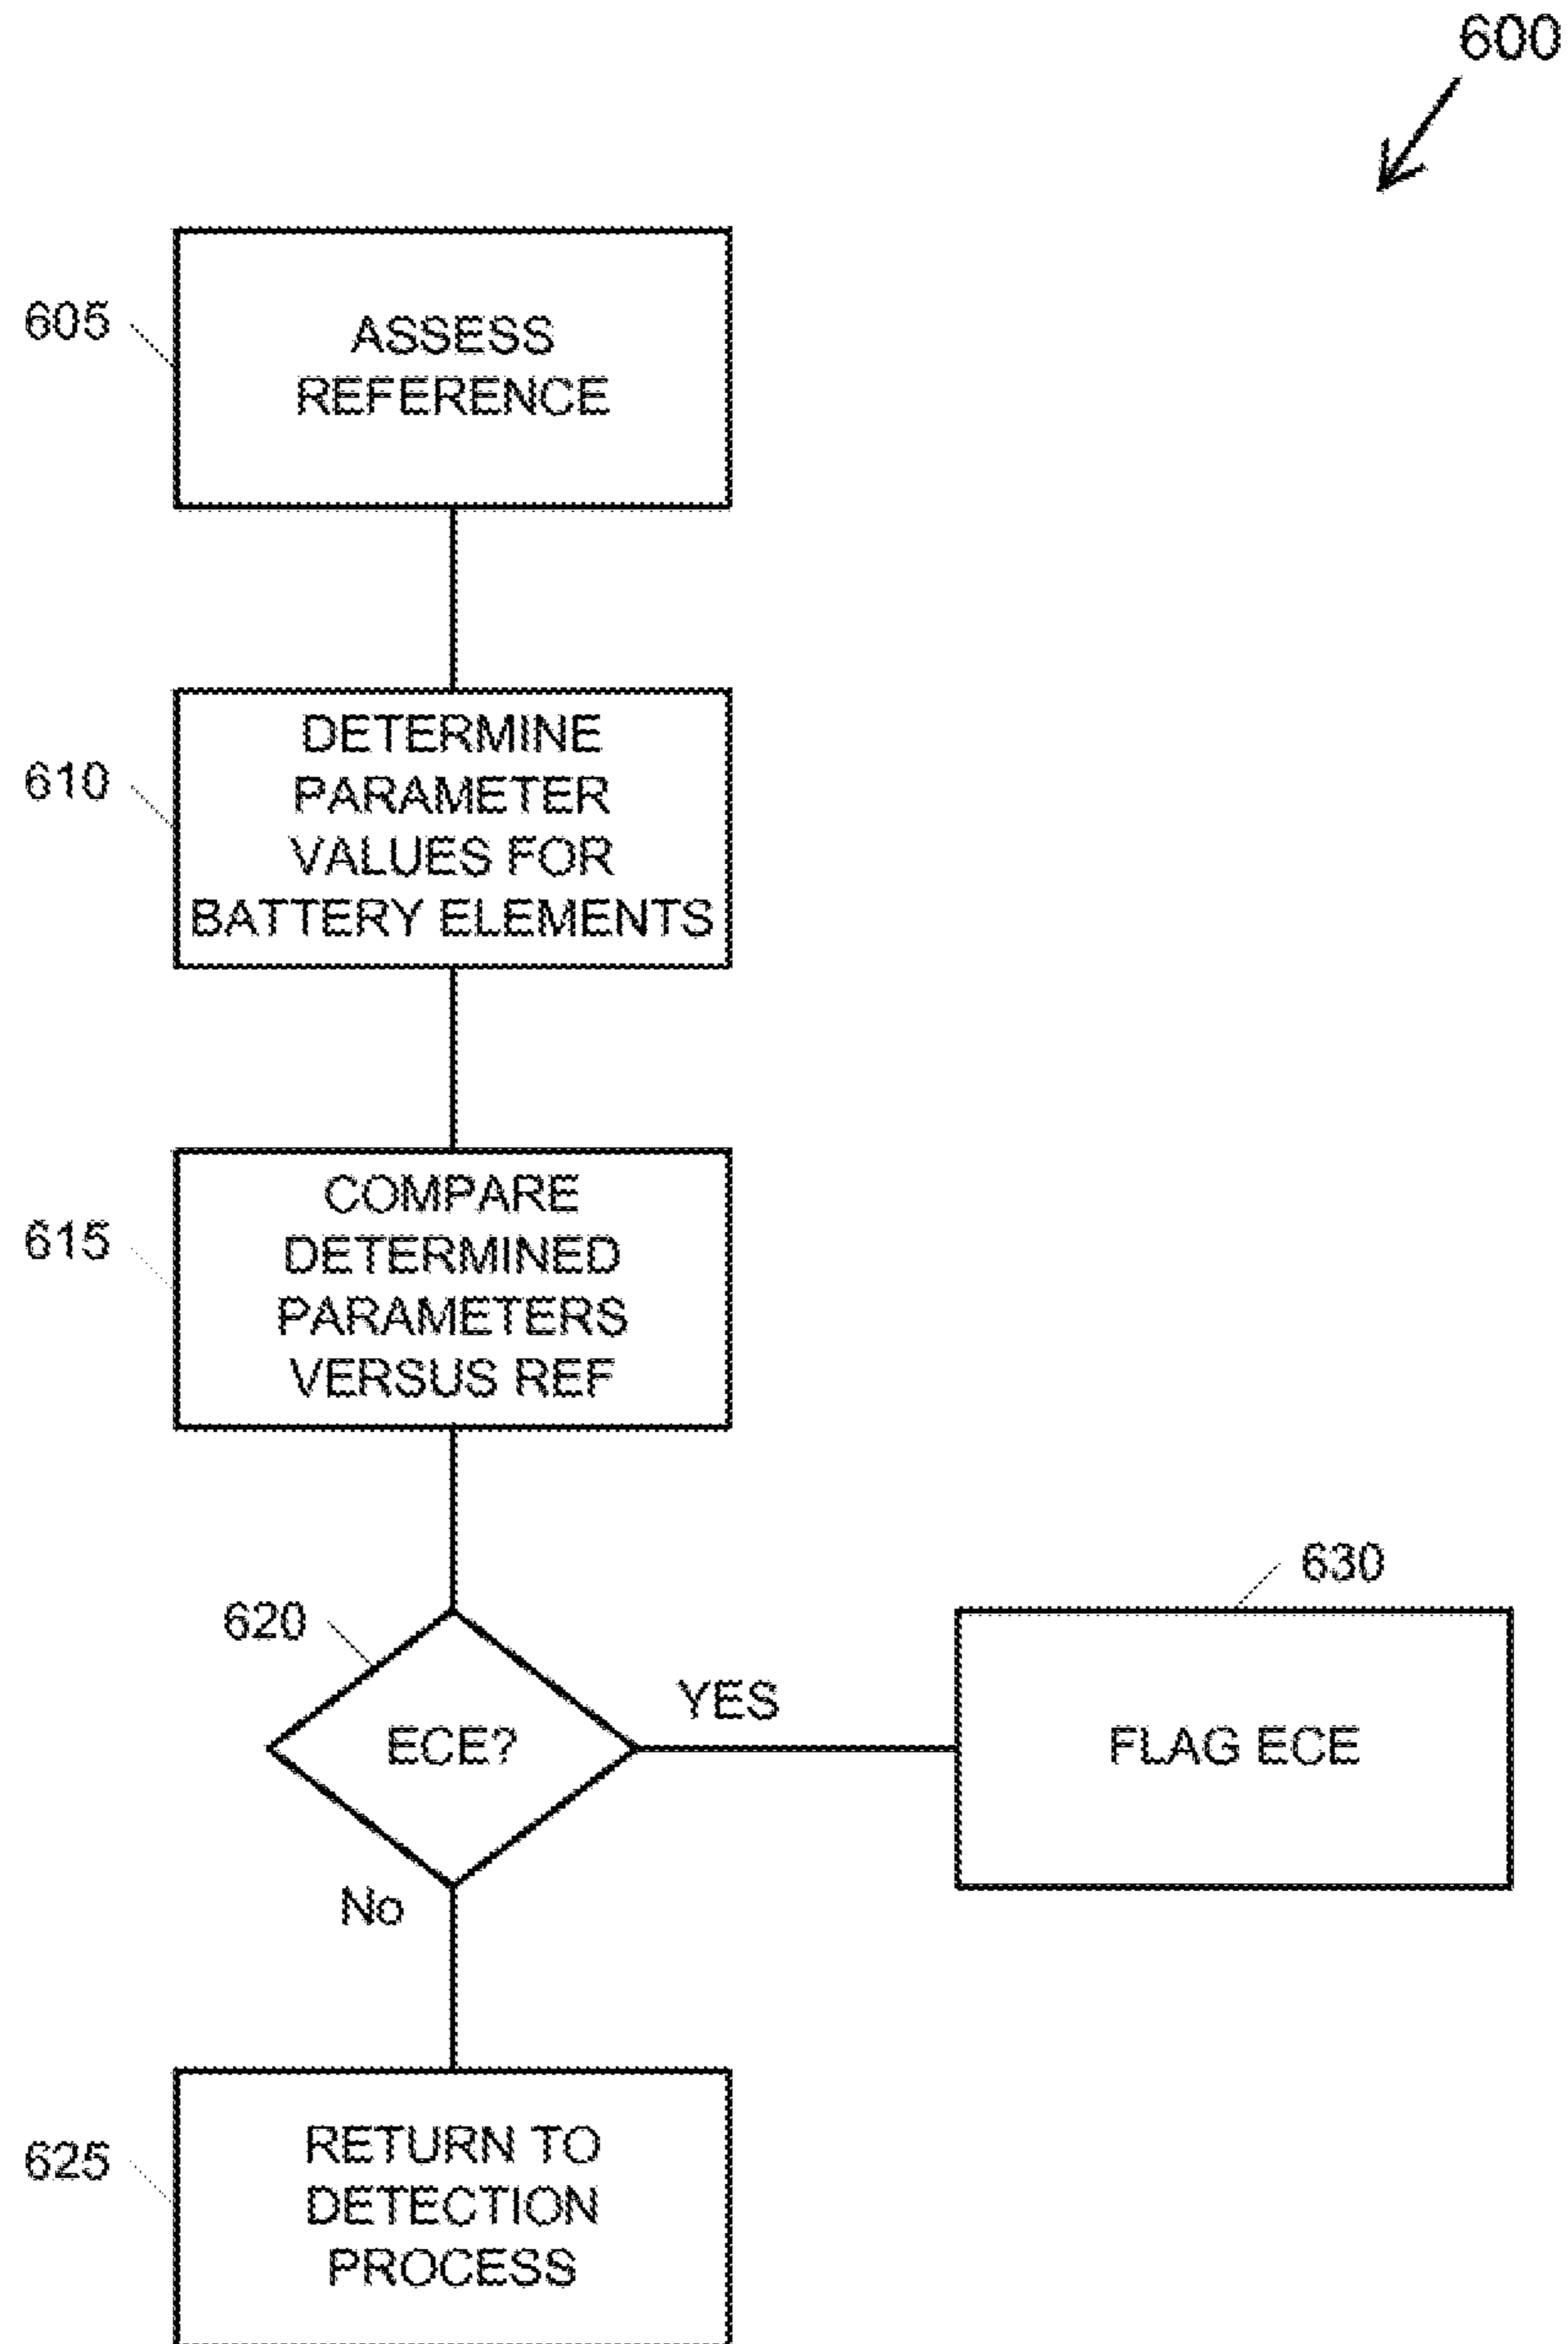 600
605
ASSESS
REFERENCE
610
DETERMINE
PARAMETER
VALUES FOR
BATTERY ELEMENTS
615
COMPARE
DETERMINED
PARAMETERS
VERSUS REF
620
ECE?
YES
630
FLAG ECE
No
625
RETURN TO
DETECTION
PROCESS